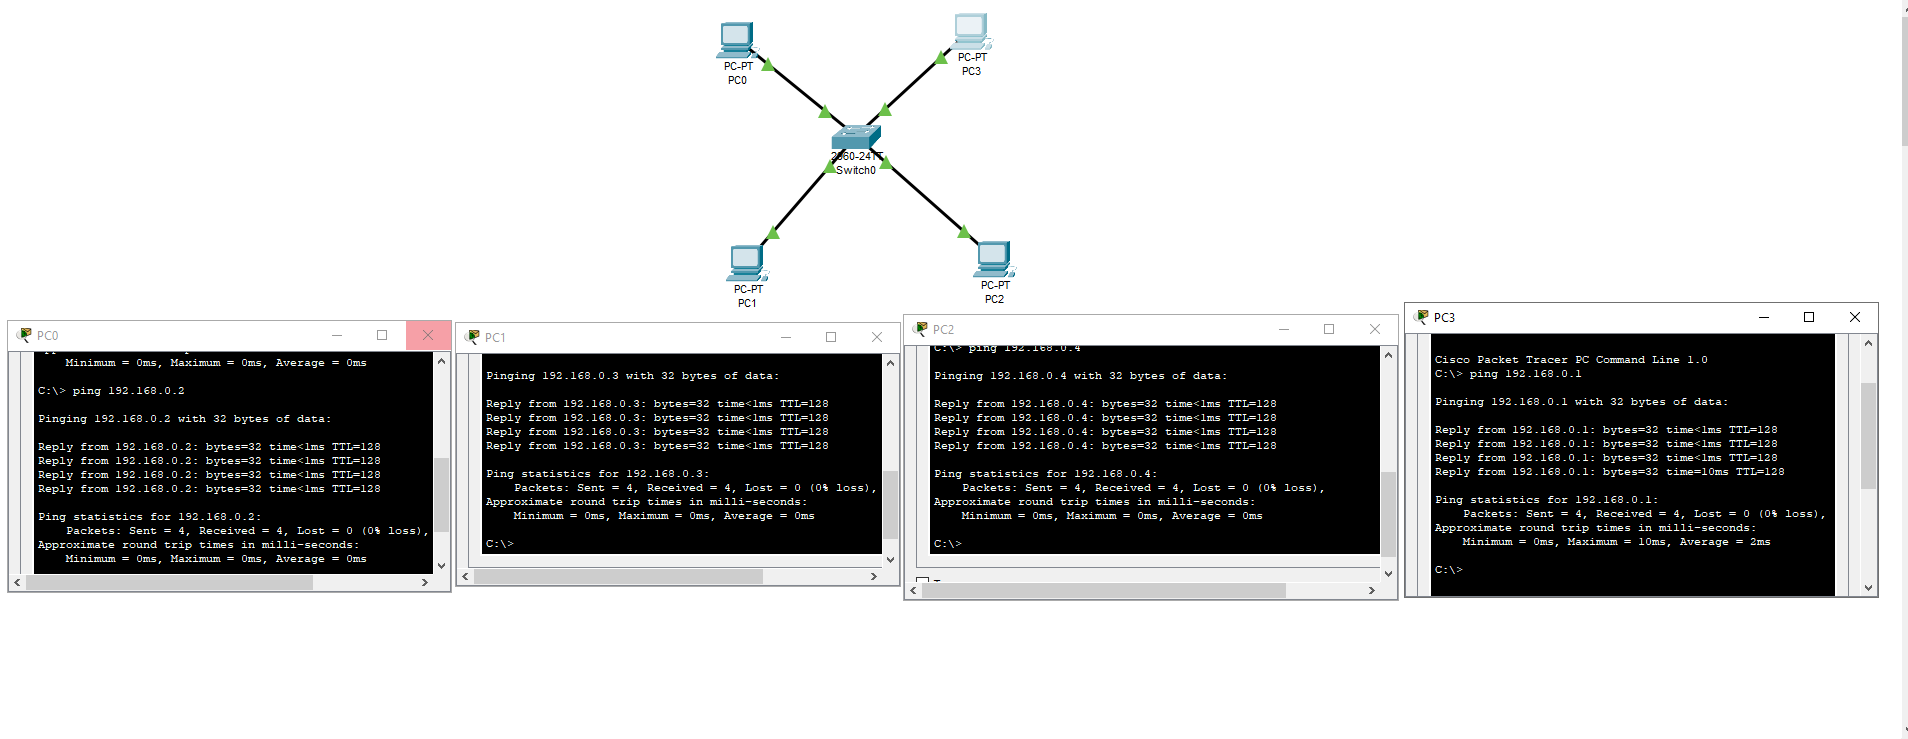 PC-PT
PC0
PC-PT
PC3
2960-24TT
Switch0
PC-PT
PC1
PC-PT
PC2
PC0
Minimum = 0ms, Maximum = 0ms, Average = 0ms
C:\> ping 192.168.0.2
Pinging 192.168.0.2 with 32 bytes of data:
Reply from 192.168.0.2: bytes=32 time<1ms TTL=128
Reply from 192.168.0.2: bytes=32 time<1ms TTL=128
Reply from 192.168.0.2: bytes=32 time<1ms TTL=128
Reply from 192.168.0.2: bytes=32 time<1ms TTL=128
Ping statistics for 192.168.0.2:
Packets: Sent = 4, Received = 4, Lost = 0 (0% loss),
Approximate round trip times in milli-seconds:
Minimum = 0ms, Maximum = 0ms, Average = 0ms
PC1
Pinging 192.168.0.3 with 32 bytes of data:
Reply from 192.168.0.3: bytes=32 time<1ms TTL=128
Reply from 192.168.0.3: bytes=32 time<1ms TTL=128
Reply from 192.168.0.3: bytes=32 time<1ms TTL=128
Reply from 192.168.0.3: bytes=32 time<1ms TTL=128
Ping statistics for 192.168.0.3:
Packets: Sent = 4, Received = 4, Lost = 0 (0% loss),
Approximate round trip times in milli-seconds:
Minimum = 0ms, Maximum = 0ms, Average = 0ms
C:\>
PC2
C:\> ping 192.168.0.4
Pinging 192.168.0.4 with 32 bytes of data:
Reply from 192.168.0.4: bytes=32 time<1ms TTL=128
Reply from 192.168.0.4: bytes=32 time<1ms TTL=128
Reply from 192.168.0.4: bytes=32 time<1ms TTL=128
Reply from 192.168.0.4: bytes=32 time<1ms TTL=128
Ping statistics for 192.168.0.4:
Packets: Sent = 4, Received = 4, Lost = 0 (0% loss),
Approximate round trip times in milli-seconds:
Minimum = 0ms, Maximum = 0ms, Average = 0ms
C:\>
PC3
Cisco Packet Tracer PC Command Line 1.0
C:\> ping 192.168.0.1
Pinging 192.168.0.1 with 32 bytes of data:
Reply from 192.168.0.1: bytes=32 time<1ms TTL=128
Reply from 192.168.0.1: bytes=32 time<1ms TTL=128
Reply from 192.168.0.1: bytes=32 time<1ms TTL=128
Reply from 192.168.0.1: bytes=32 time=10ms TTL=128
Ping statistics for 192.168.0.1:
Packets: Sent = 4, Received = 4, Lost = 0 (0% loss),
Approximate round trip times in milli-seconds:
Minimum = 0ms, Maximum = 10ms, Average = 2ms
C:\>